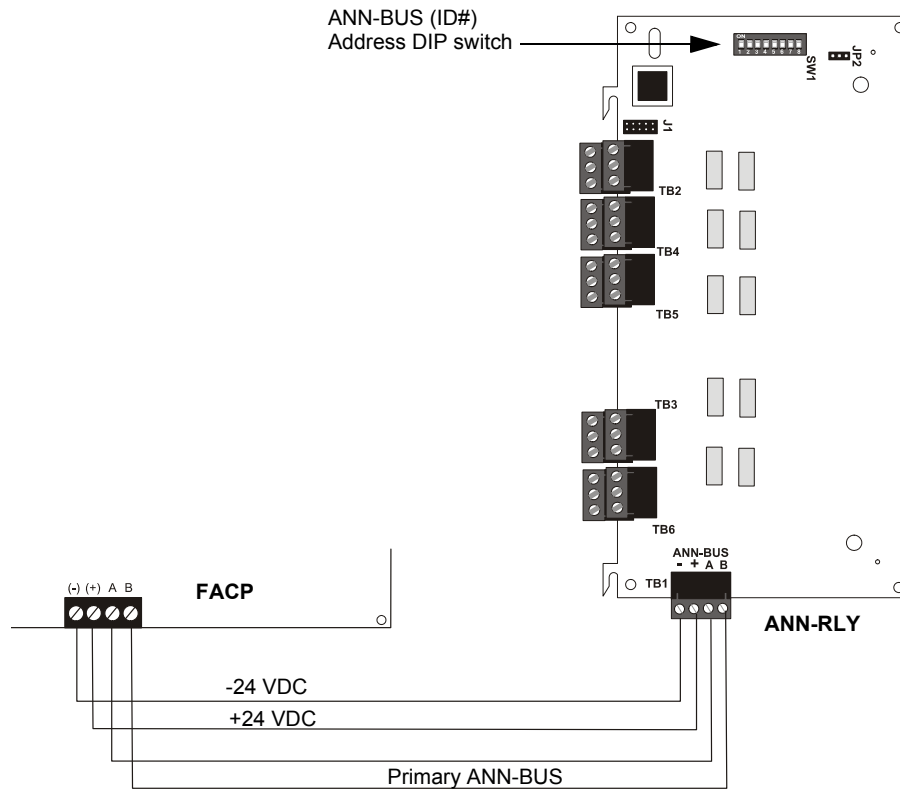 ANN-BUS (ID#)
Address DIP switch
ON
1 2 3 4 5 6 7 8
SW1
JP2
J1
TB2
TB4
TB5
TB3
TB6
ANN-BUS
- + A B
TB1
ANN-RLY
(-) (+) A B
FACP
-24 VDC
+24 VDC
Primary ANN-BUS